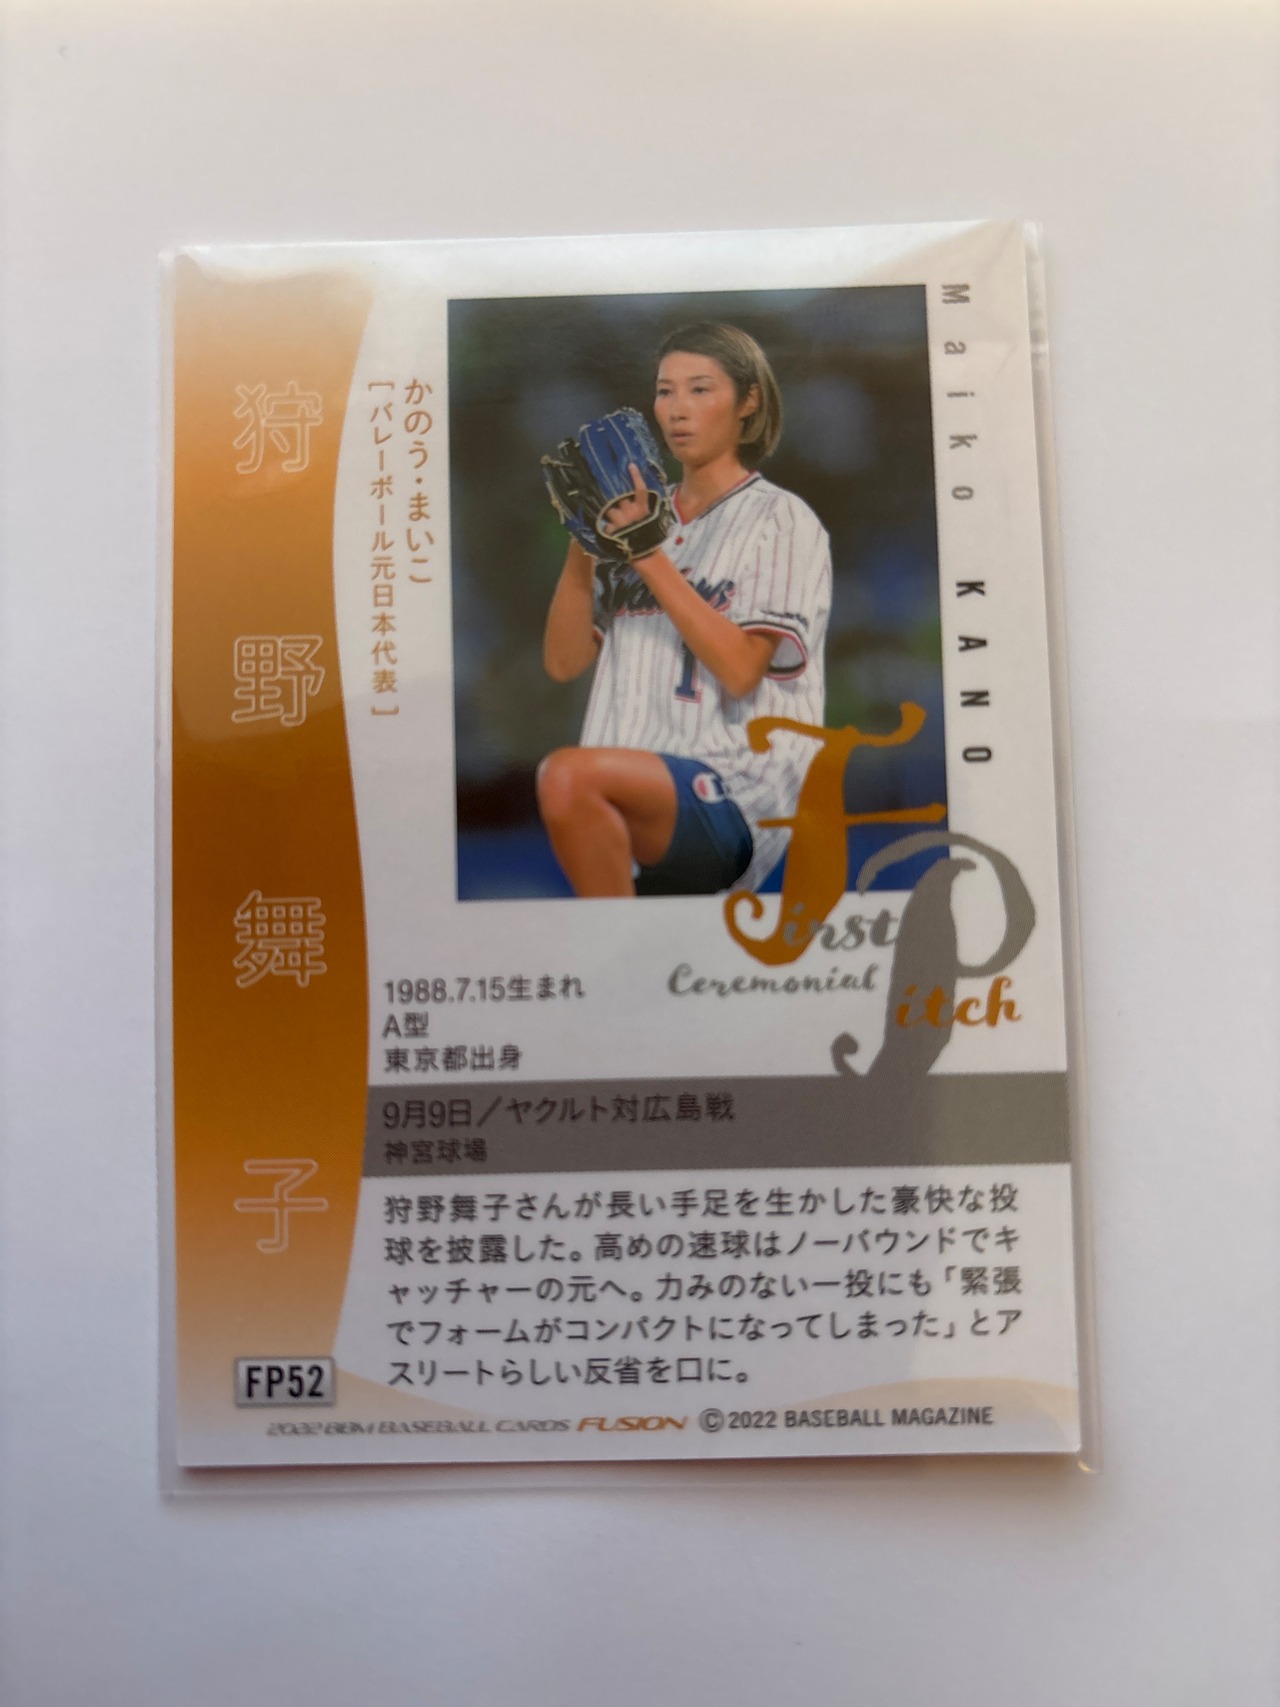 狩野舞子
かのう・まいこ
[バレーボール元日本代表]
Maiko KANO
Swallows
1
First
Ceremonial
Pitch
1988.7.15生まれ
A型
東京都出身
9月9日/ヤクルト対広島戦
神宮球場
狩野舞子さんが長い手足を生かした豪快な投
球を披露した。高めの速球はノーバウンドでキ
ャッチャーの元へ。力みのない一投にも「緊張
でフォームがコンパクトになってしまった」とア
スリートらしい反省を口に。
FP52
2022 BBM BASEBALL CARDS FUSION © 2022 BASEBALL MAGAZINE